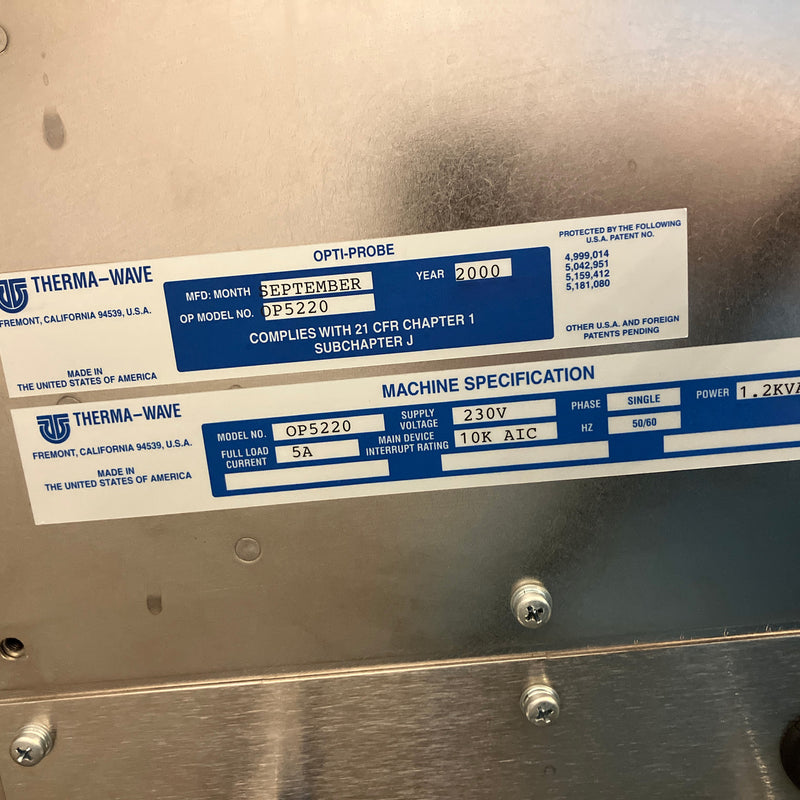 OPTI-PROBE
THERMA-WAVE
FREMONT, CALIFORNIA 94539, U.S.A.
MADE IN
THE UNITED STATES OF AMERICA
MFD: MONTH SEPTEMBER YEAR 2000
OP MODEL NO. OP5220
COMPLIES WITH 21 CFR CHAPTER 1
SUBCHAPTER J
PROTECTED BY THE FOLLOWING
U.S.A. PATENT NO.
4,999,014
5,042,951
5,159,412
5,181,080
OTHER U.S.A. AND FOREIGN
PATENTS PENDING
MACHINE SPECIFICATION
THERMA-WAVE
FREMONT, CALIFORNIA 94539, U.S.A.
MADE IN
THE UNITED STATES OF AMERICA
MODEL NO. OP5220
FULL LOAD
CURRENT 5A
SUPPLY
VOLTAGE 230V
MAIN DEVICE
INTERRUPT RATING 10K AIC
PHASE SINGLE
HZ 50/60
POWER 1.2KVA